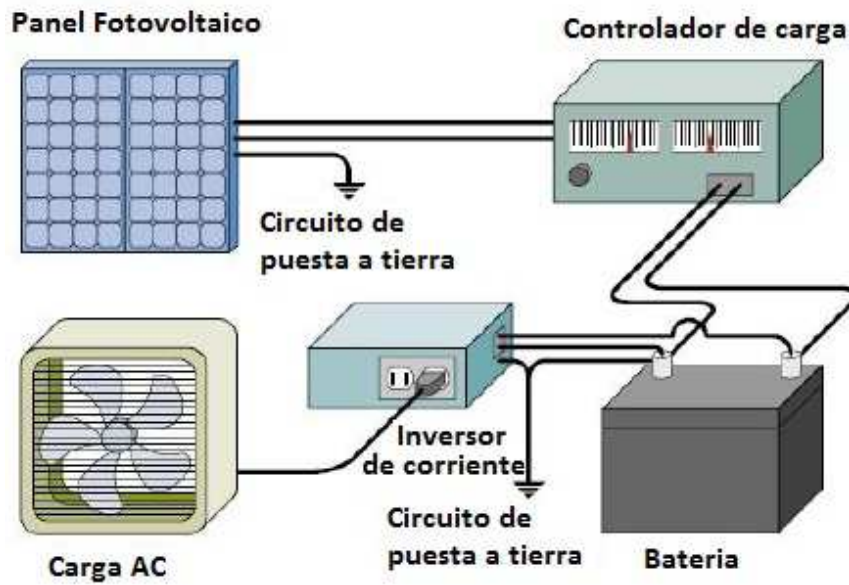 Panel Fotovoltaico
Controlador de carga
Circuito de
puesta a tierra
Inversor
de corriente
Circuito de
puesta a tierra
Carga AC
Bateria